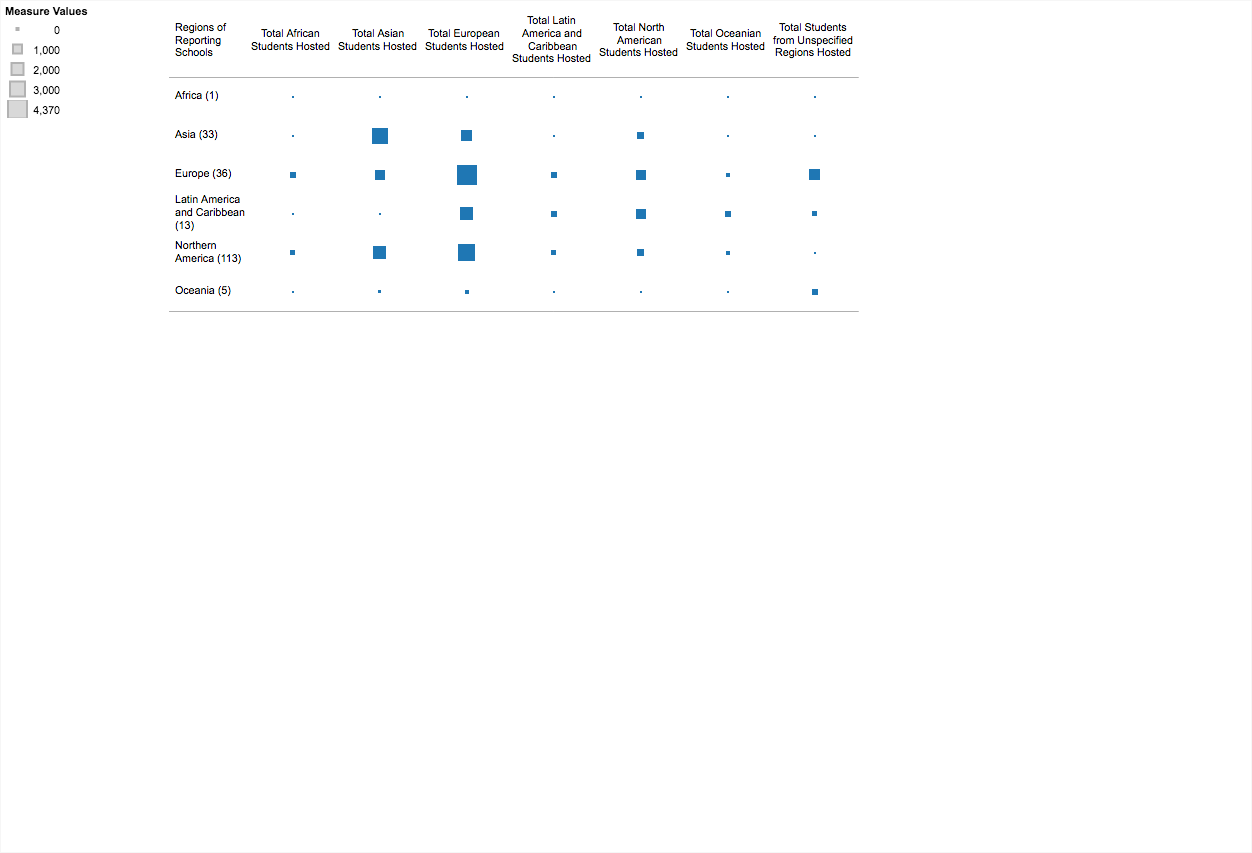 Measure Values
0
1,000
2,000
3,000
4,370
Regions of
Reporting
Schools
Total African
Students Hosted
Total Asian
Students Hosted
Total European
Students Hosted
Total Latin
America and
Caribbean
Students Hosted
Total North
American
Students Hosted
Total Oceanian
Students Hosted
Total Students
from Unspecified
Regions Hosted
Africa (1)
Asia (33)
Europe (36)
Latin America
and Caribbean
(13)
Northern
America (113)
Oceania (5)